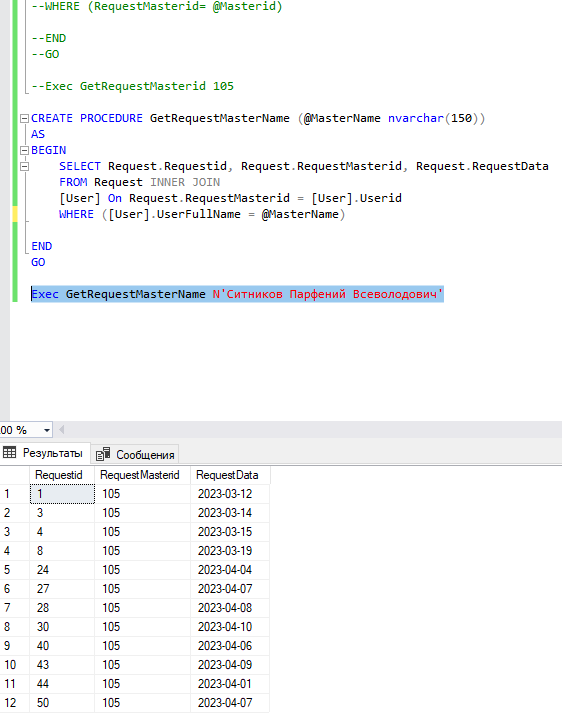 --WHERE (RequestMasterid= @Masterid)
--END
--GO
--Exec GetRequestMasterid 105
CREATE PROCEDURE GetRequestMasterName (@MasterName nvarchar(150))
AS
BEGIN
SELECT Request.Requestid, Request.RequestMasterid, Request.RequestData
FROM Request INNER JOIN
[User] On Request.RequestMasterid = [User].Userid
WHERE ([User].UserFullName = @MasterName)
END
GO
Exec GetRequestMasterName N'Ситников Парфений Всеволодович'
00 %
Результаты Сообщения
Requestid RequestMasterid RequestData
1 1 105 2023-03-12
2 3 105 2023-03-14
3 4 105 2023-03-15
4 8 105 2023-03-19
5 24 105 2023-04-04
6 27 105 2023-04-07
7 28 105 2023-04-08
8 30 105 2023-04-10
9 40 105 2023-04-06
10 43 105 2023-04-09
11 44 105 2023-04-01
12 50 105 2023-04-07